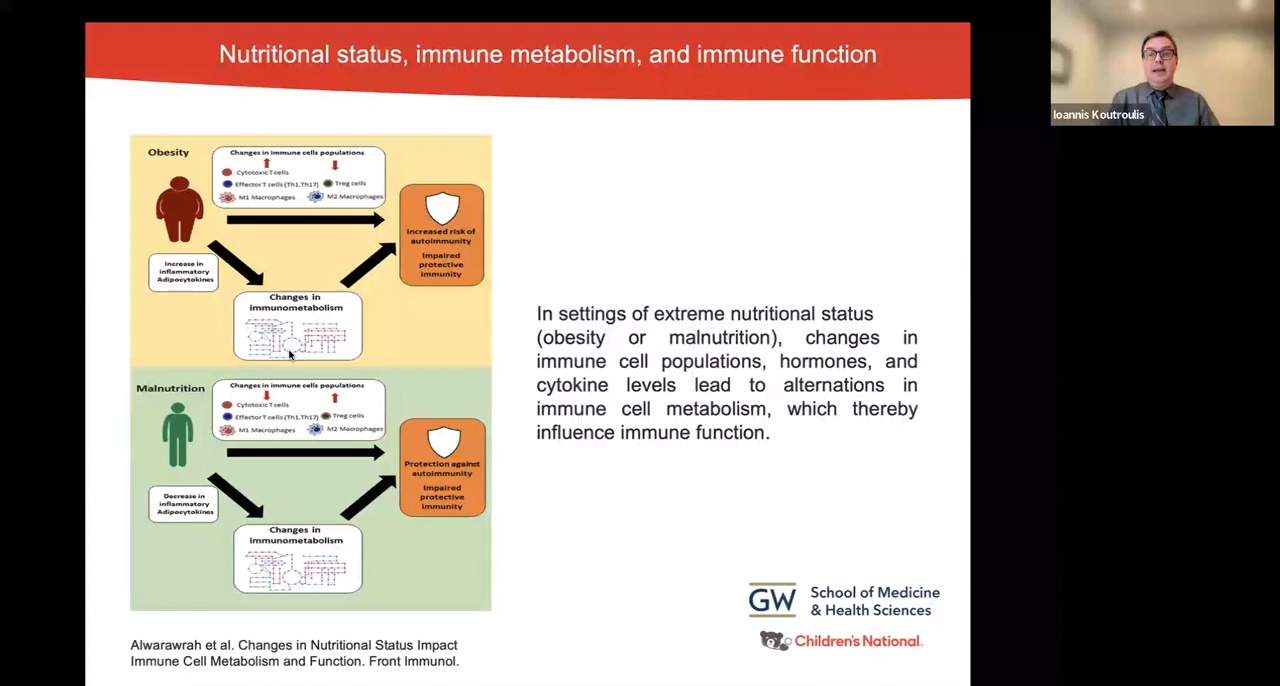 Nutritional status, immune metabolism, and immune function
Ioannis Koutroulis
Obesity
Changes in immune cells populations
Cytotoxic T cells
Effector T cells (Th1,Th17)
Treg cells
M1 Macrophages
M2 Macrophages
Increase in
inflammatory
Adipocytokines
Changes in
immunometabolism
Increased risk of
autoimmunity
Impaired
protective
immunity
Malnutrition
Changes in immune cells populations
Cytotoxic T cells
Effector T cells (Th1,Th17)
Treg cells
M1 Macrophages
M2 Macrophages
Decrease in
inflammatory
Adipocytokines
Changes in
immunometabolism
Protection against
autoimmunity
Impaired
protective
immunity
In settings of extreme nutritional status
(obesity or malnutrition), changes in
immune cell populations, hormones, and
cytokine levels lead to alternations in
immune cell metabolism, which thereby
influence immune function.
GW
School of Medicine
& Health Sciences
Children's National.
Alwarawrah et al. Changes in Nutritional Status Impact
Immune Cell Metabolism and Function. Front Immunol.